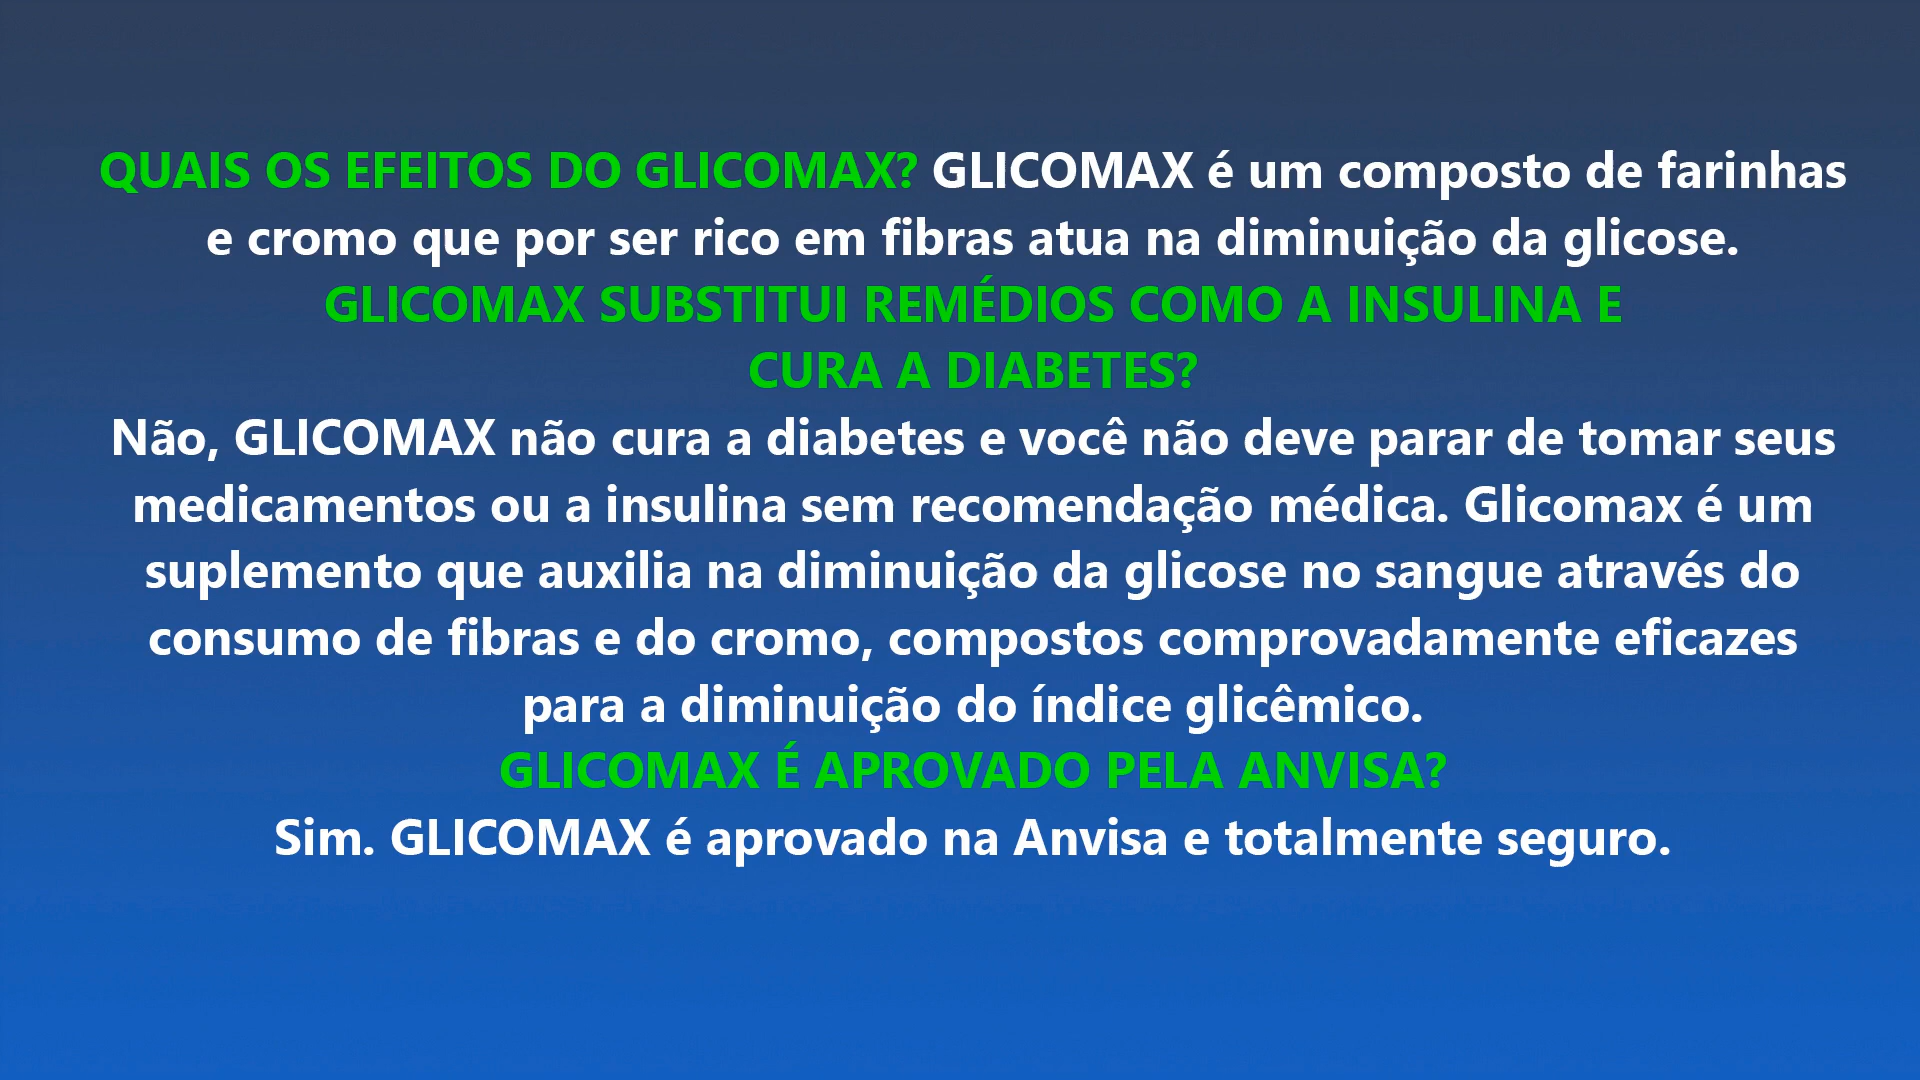 QUAIS OS EFEITOS DO GLICOMAX? GLICOMAX é um composto de farinhas
e cromo que por ser rico em fibras atua na diminuição da glicose.
GLICOMAX SUBSTITUI REMÉDIOS COMO A INSULINA E
CURA A DIABETES?
Não, GLICOMAX não cura a diabetes e você não deve parar de tomar seus
medicamentos ou a insulina sem recomendação médica. Glicomax é um
suplemento que auxilia na diminuição da glicose no sangue através do
consumo de fibras e do cromo, compostos comprovadamente eficazes
para a diminuição do índice glicêmico.
GLICOMAX É APROVADO PELA ANVISA?
Sim. GLICOMAX é aprovado na Anvisa e totalmente seguro.